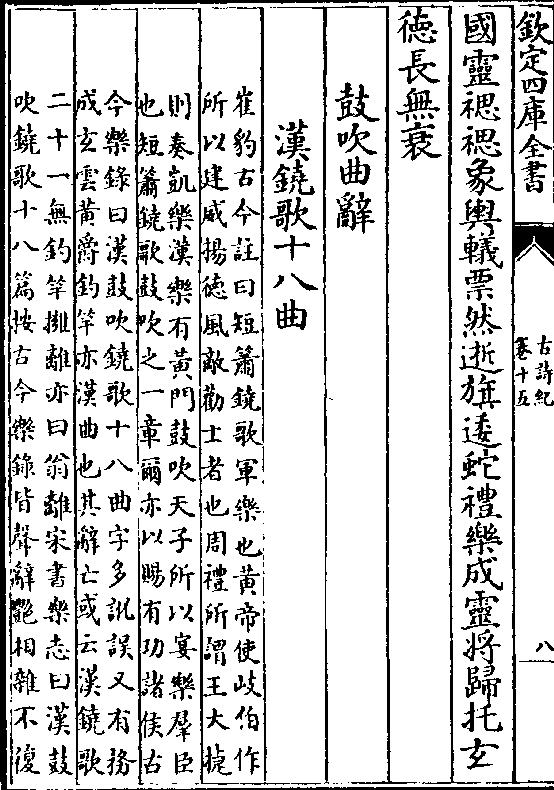 欽定四庫全書
古詩紀
卷十五
八
國靈禗禗象輿轙票然逝旗逶蛇禮樂成靈將歸托玄
徳長無衰
鼓吹曲辭
漢鐃歌十八曲
崔豹古今註曰短簫鐃歌軍樂也黄帝使岐伯作
所以建威揚徳風敵勸士者也周禮所謂王大捷
則奏凱樂漢樂有黄門鼓吹天子所以宴樂羣臣
也短簫鐃歌鼓吹之一章爾亦以賜有功諸侯古
今樂錄曰漢鼓吹鐃歌十八曲字多訛誤又有務
成玄雲黄爵釣竿亦漢曲也其辭亡或云漢鐃歌
二十一無釣竿擁離亦曰翁離宋書樂志曰漢鼓
吹鐃歌十八篇按古今樂錄皆聲辭艷相雜不復